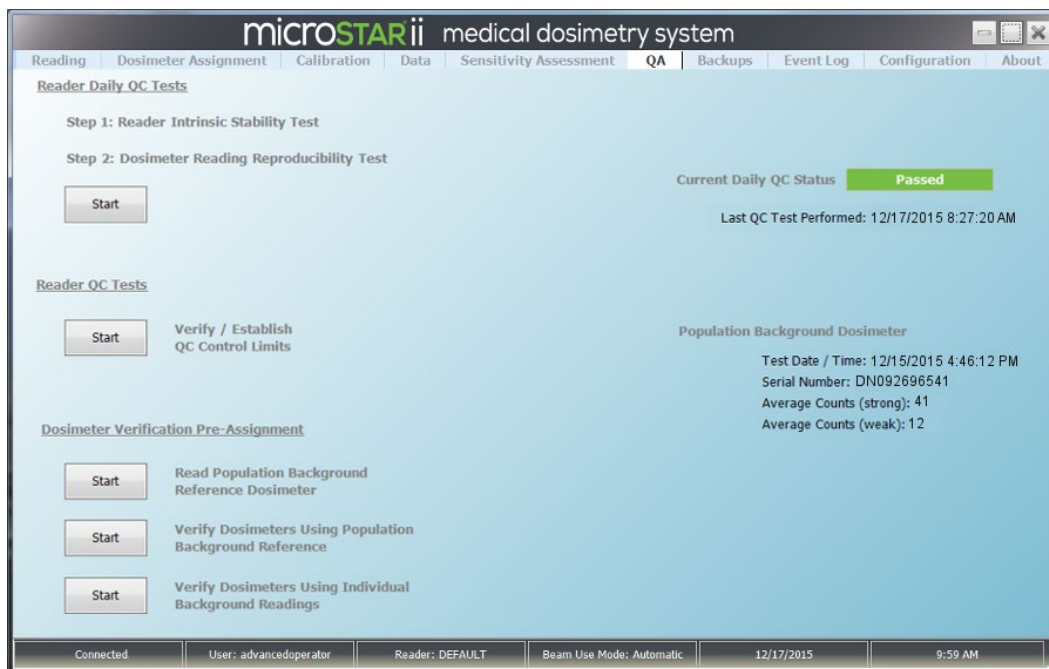 microSTARii medical dosimetry system
Reading Dosimeter Assignment Calibration Data Sensitivity Assessment QA Backups Event Log Configuration About
Reader Daily QC Tests
Step 1: Reader Intrinsic Stability Test
Step 2: Dosimeter Reading Reproducibility Test
Start
Current Daily QC Status Passed
Last QC Test Performed: 12/17/2015 8:27:20 AM
Reader QC Tests
Start
Verify / Establish
QC Control Limits
Population Background Dosimeter
Test Date / Time: 12/15/2015 4:46:12 PM
Serial Number: DN092696541
Average Counts (strong): 41
Average Counts (weak): 12
Dosimeter Verification Pre-Assignment
Start
Read Population Background
Reference Dosimeter
Start
Verify Dosimeters Using Population
Background Reference
Start
Verify Dosimeters Using Individual
Background Readings
Connected User: advancedoperator Reader: DEFAULT Beam Use Mode: Automatic 12/17/2015 9:59 AM